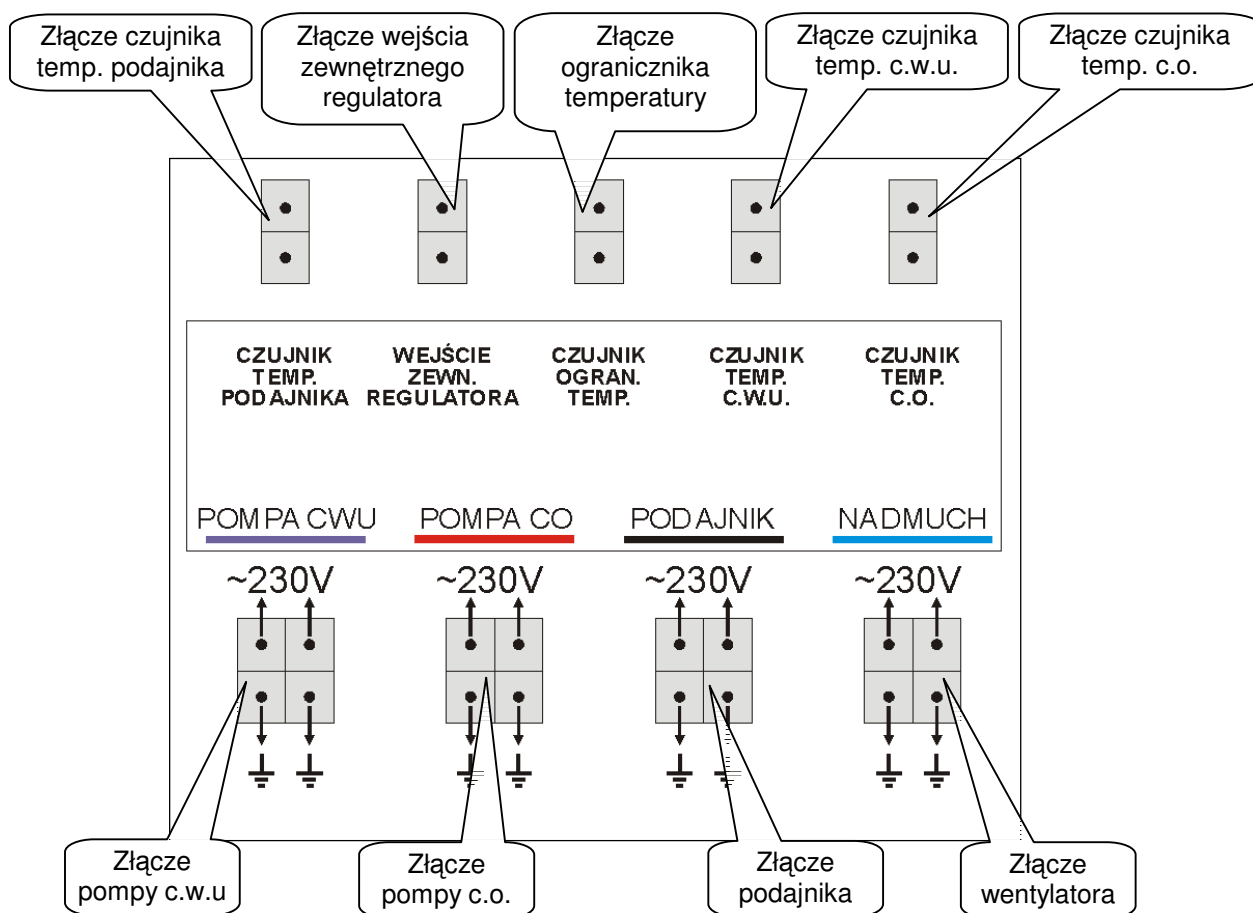 Złącze czujnika
temp. podajnika
Złącze wejścia
zewnętrznego
regulatora
Złącze
ogranicznika
temperatury
Złącze czujnika
temp. c.w.u.
Złącze czujnika
temp. c.o.
CZUJNIK
TEMP.
PODAJNIKA
WEJŚCIE
ZEWN.
REGULATORA
CZUJNIK
OGRAN.
TEMP.
CZUJNIK
TEMP.
C.W.U.
CZUJNIK
TEMP.
C.O.
POMPA CWU
POMPA CO
PODAJNIK
NADMUCH
~230V
~230V
~230V
~230V
Złącze
pompy c.w.u
Złącze
pompy c.o.
Złącze
podajnika
Złącze
wentylatora